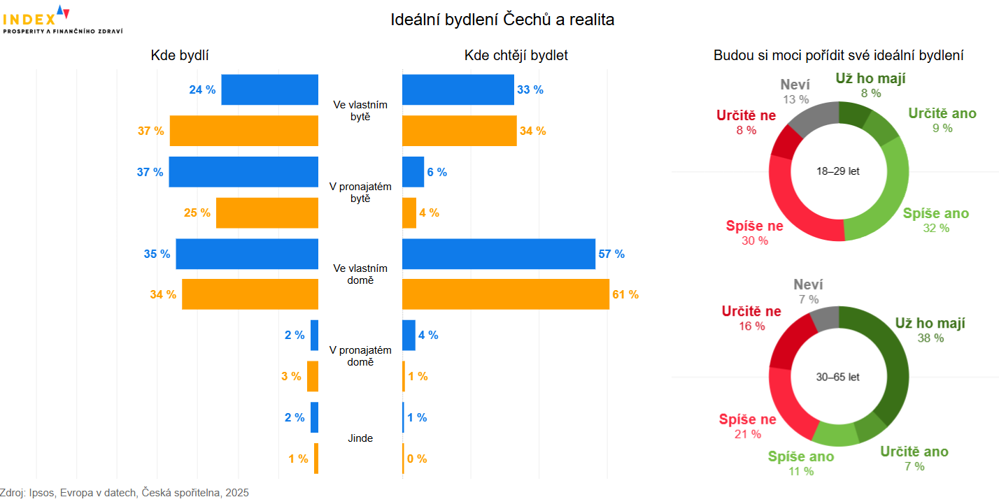 INDEX
PROSPERITY A FINANČNÍHO ZDRAVÍ
Ideální bydlení Čechů a realita
Kde bydlí
Kde chtějí bydlet
Budou si moci pořídit své ideální bydlení
24 %
Ve vlastním
bytě
33 %
37 %
34 %
37 %
V pronajatém
bytě
6 %
25 %
4 %
35 %
Ve vlastním
domě
57 %
34 %
61 %
2 %
V pronajatém
domě
4 %
3 %
1 %
2 %
Jinde
1 %
1 %
0 %
Už ho mají
8 %
Určitě ano
9 %
Spíše ano
32 %
Spíše ne
30 %
Určitě ne
8 %
Neví
13 %
18–29 let
Už ho mají
38 %
Určitě ano
7 %
Spíše ano
11 %
Spíše ne
21 %
Určitě ne
16 %
Neví
7 %
30–65 let
Zdroj: Ipsos, Evropa v datech, Česká spořitelna, 2025